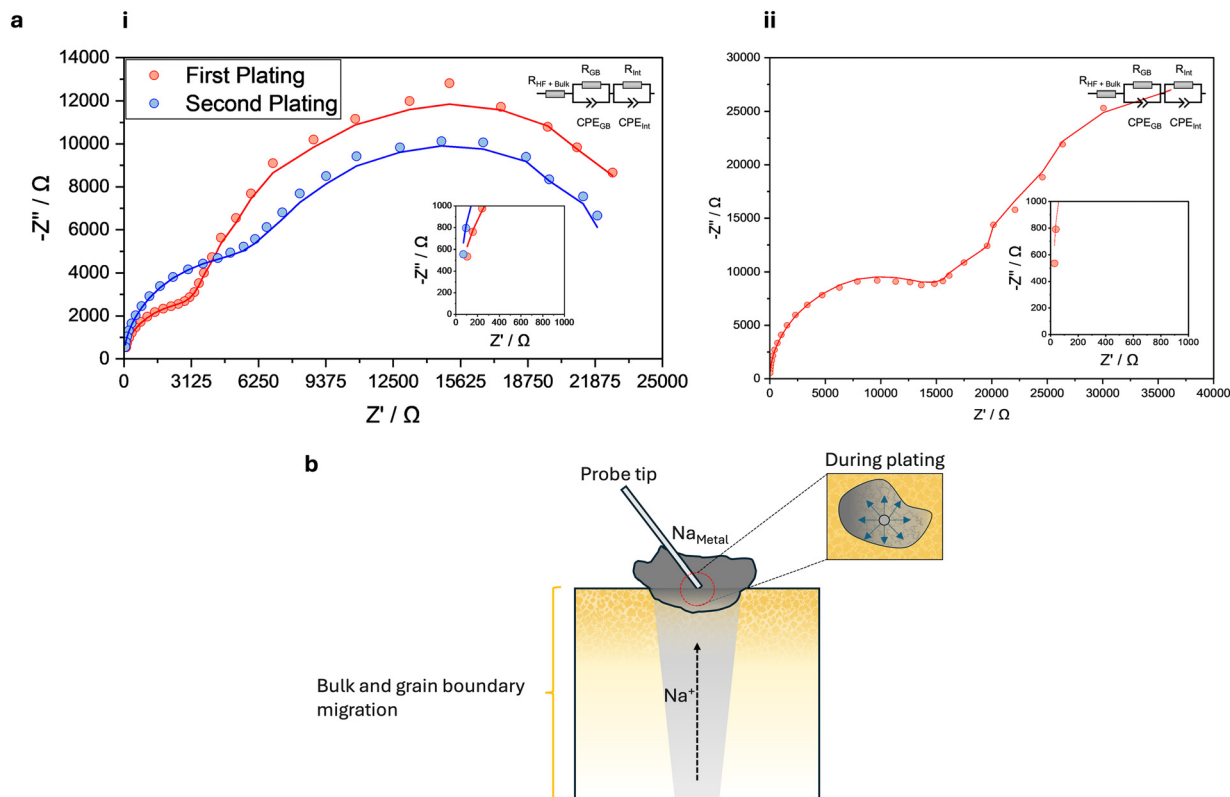 a
i
ii
14000
12000
10000
8000
6000
4000
2000
0
-Z″ / Ω
First Plating
Second Plating
R_HF + Bulk
R_GB
R_Int
CPE_GB
CPE_Int
1000
800
600
400
200
0
-Z″ / Ω
0 200 400 600 800 1000
Z' / Ω
0 3125 6250 9375 12500 15625 18750 21875 25000
Z' / Ω
30000
25000
20000
15000
10000
5000
0
-Z″ / Ω
R_HF + Bulk
R_GB
R_Int
CPE_GB
CPE_Int
1000
800
600
400
200
0
-Z″ / Ω
0 200 400 600 800 1000
Z' / Ω
0 5000 10000 15000 20000 25000 30000 35000 40000
Z' / Ω
b
During plating
Probe tip
Na_Metal
Bulk and grain boundary
migration
Na⁺